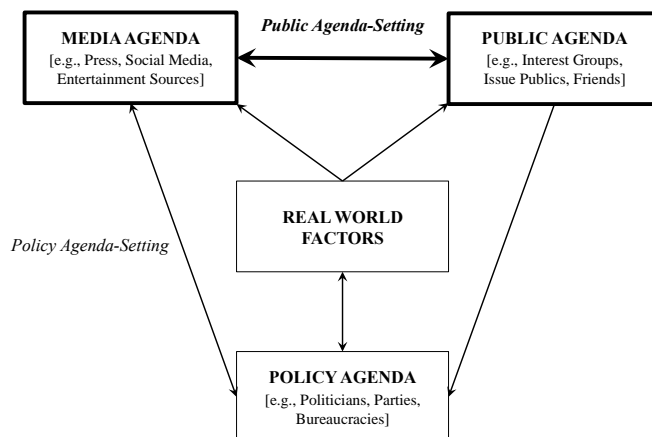 Public Agenda-Setting
MEDIA AGENDA
[e.g., Press, Social Media,
Entertainment Sources]
PUBLIC AGENDA
[e.g., Interest Groups,
Issue Publics, Friends]
REAL WORLD
FACTORS
Policy Agenda-Setting
POLICY AGENDA
[e.g., Politicians, Parties,
Bureaucracies]